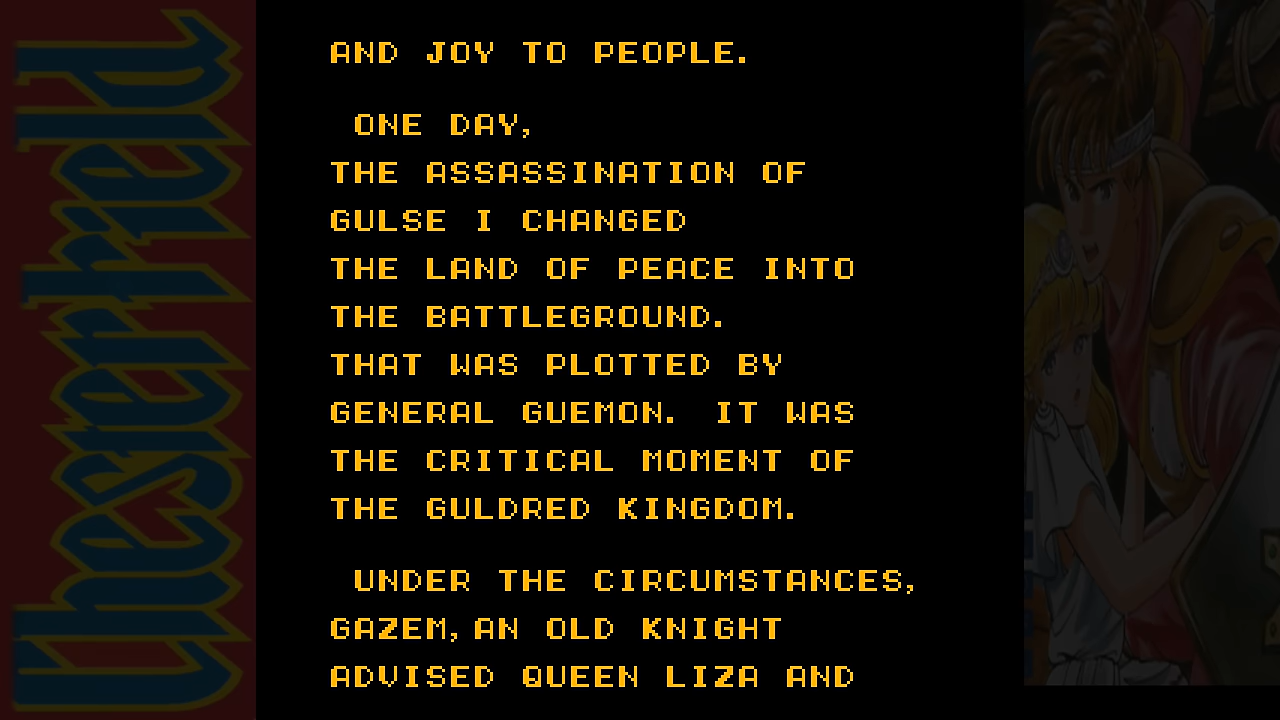 AND JOY TO PEOPLE.
ONE DAY,
THE ASSASSINATION OF
GULSE I CHANGED
THE LAND OF PEACE INTO
THE BATTLEGROUND.
THAT WAS PLOTTED BY
GENERAL GUEMON. IT WAS
THE CRITICAL MOMENT OF
THE GULDRED KINGDOM.
UNDER THE CIRCUMSTANCES,
GAZEM, AN OLD KNIGHT
ADVISED QUEEN LIZA AND